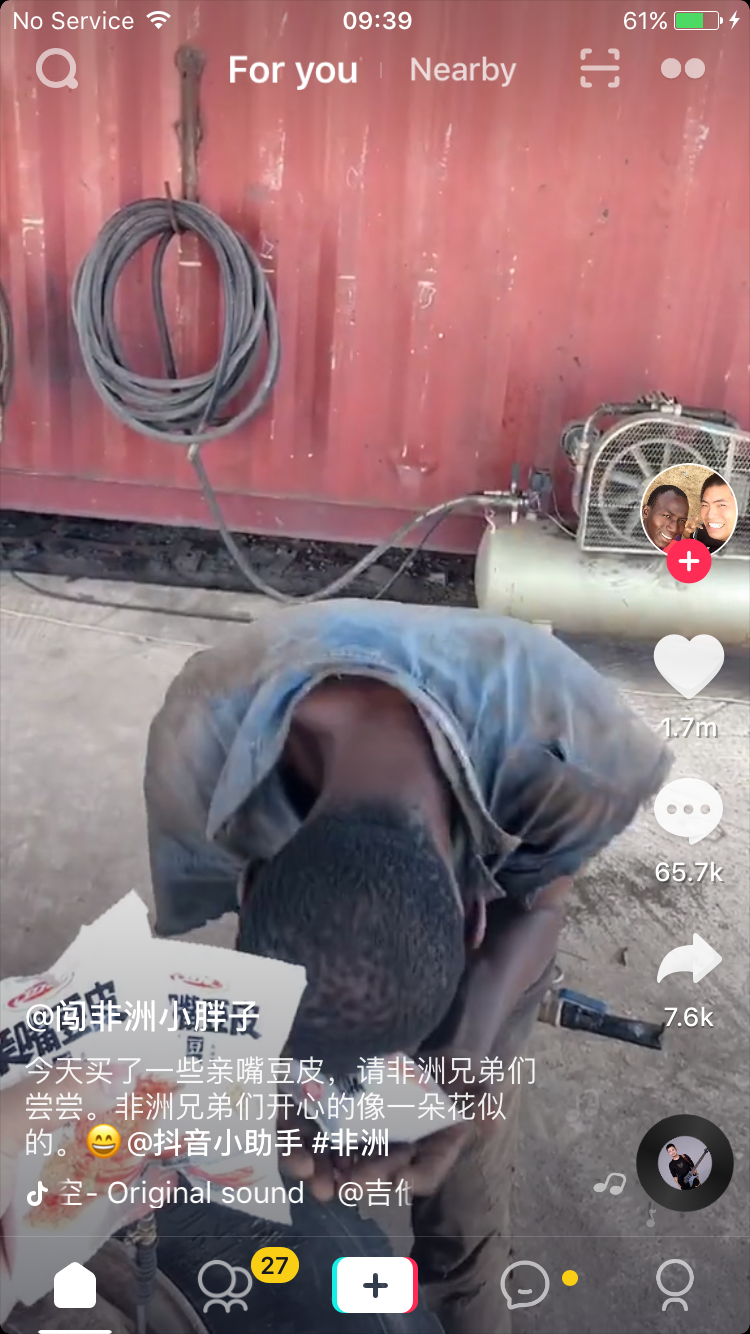 No Service 09:39 61%
For you Nearby
1.7m
65.7k
7.6k
@闯非洲小胖子
今天买了一些亲嘴豆皮，请非洲兄弟们
尝尝。非洲兄弟们开心的像一朵花似
的。😄@抖音小助手 #非洲
- Original sound @吉
27